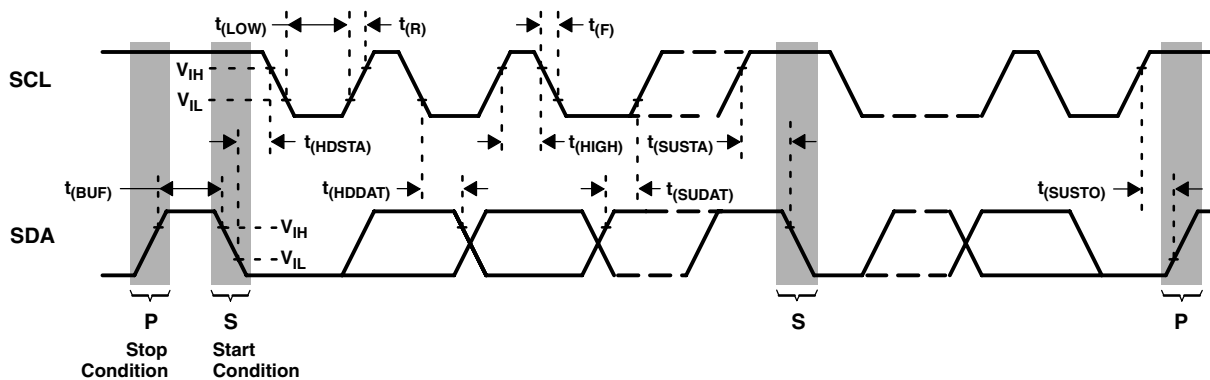 t(LOW) t(R) t(F)
SCL
VIH
VIL
t(HDSTA) t(HIGH) t(SUSTA)
t(BUF) t(HDDAT) t(SUDAT) t(SUSTO)
SDA
VIH
VIL
P S S P
Stop Condition
Start Condition